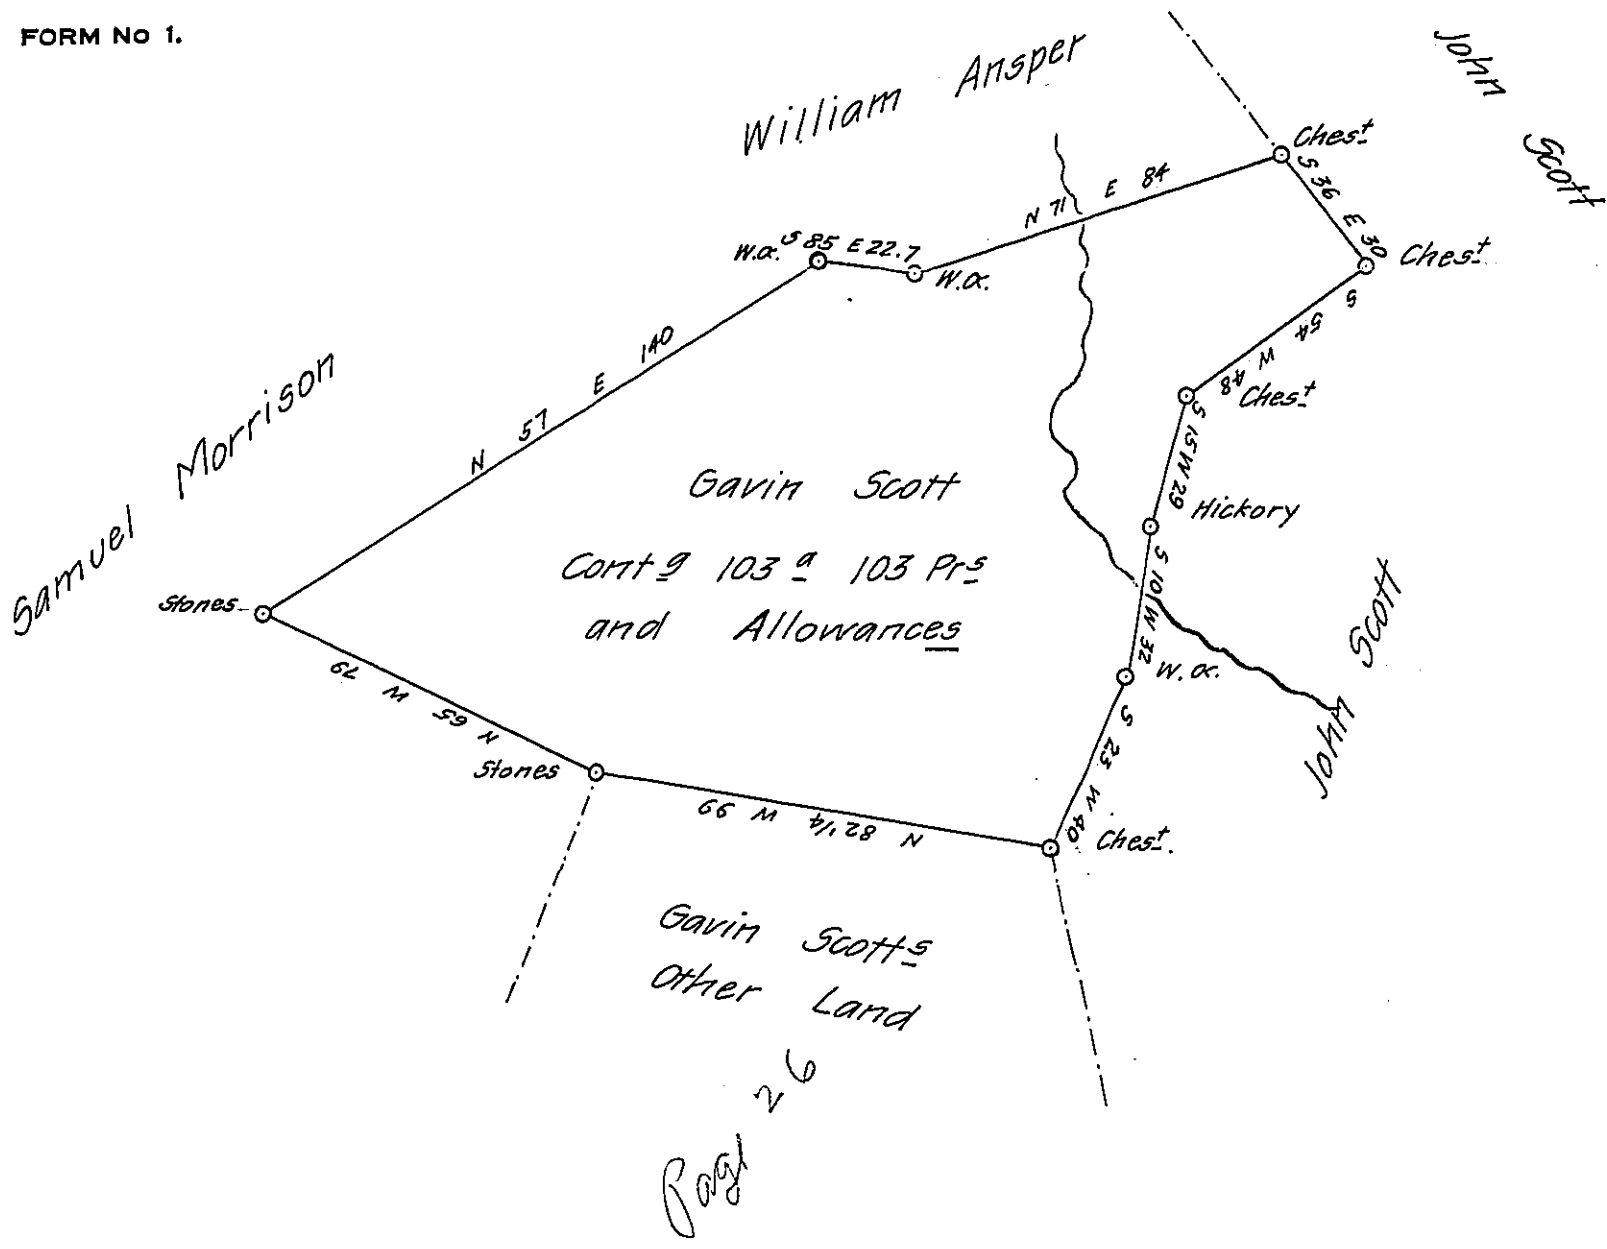 FORM No 1.
William Ansper
John Scott
Chest
S 36 E 30
Chest
N 71 E 84
W.o. S 85 E 22.7
W.o.
S 54 W 48
Chest
N 57 E 140
Samuel Morrison
S 15 W 29
Hickory
Gavin Scott
Contg 103 a 103 Prs
and Allowances
S 10 W 32
W.o.
John Scott
Stones
N 65 W 79
Stones
S 23 W 40
Chest.
N 82 1/4 W 99
Gavin Scotts
Other Land
Page 26